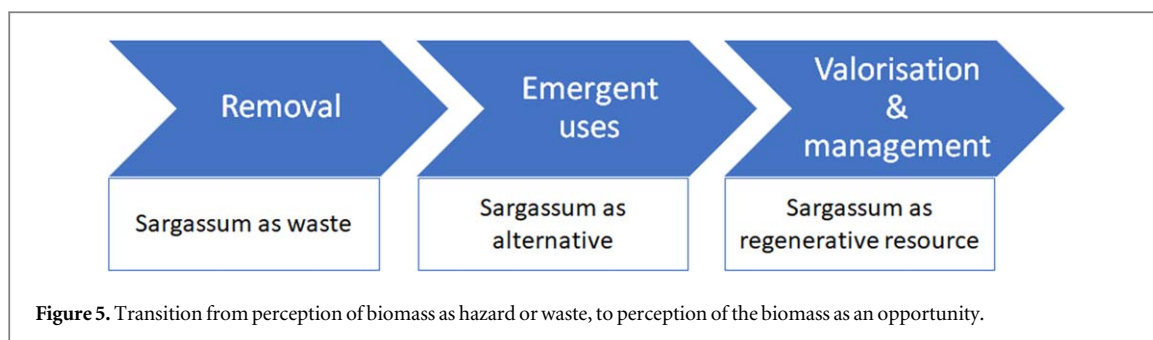 Removal
Emergent
uses
Valorisation
&
management
Sargassum as waste
Sargassum as
alternative
Sargassum as
regenerative resource
Figure 5. Transition from perception of biomass as hazard or waste, to perception of the biomass as an opportunity.